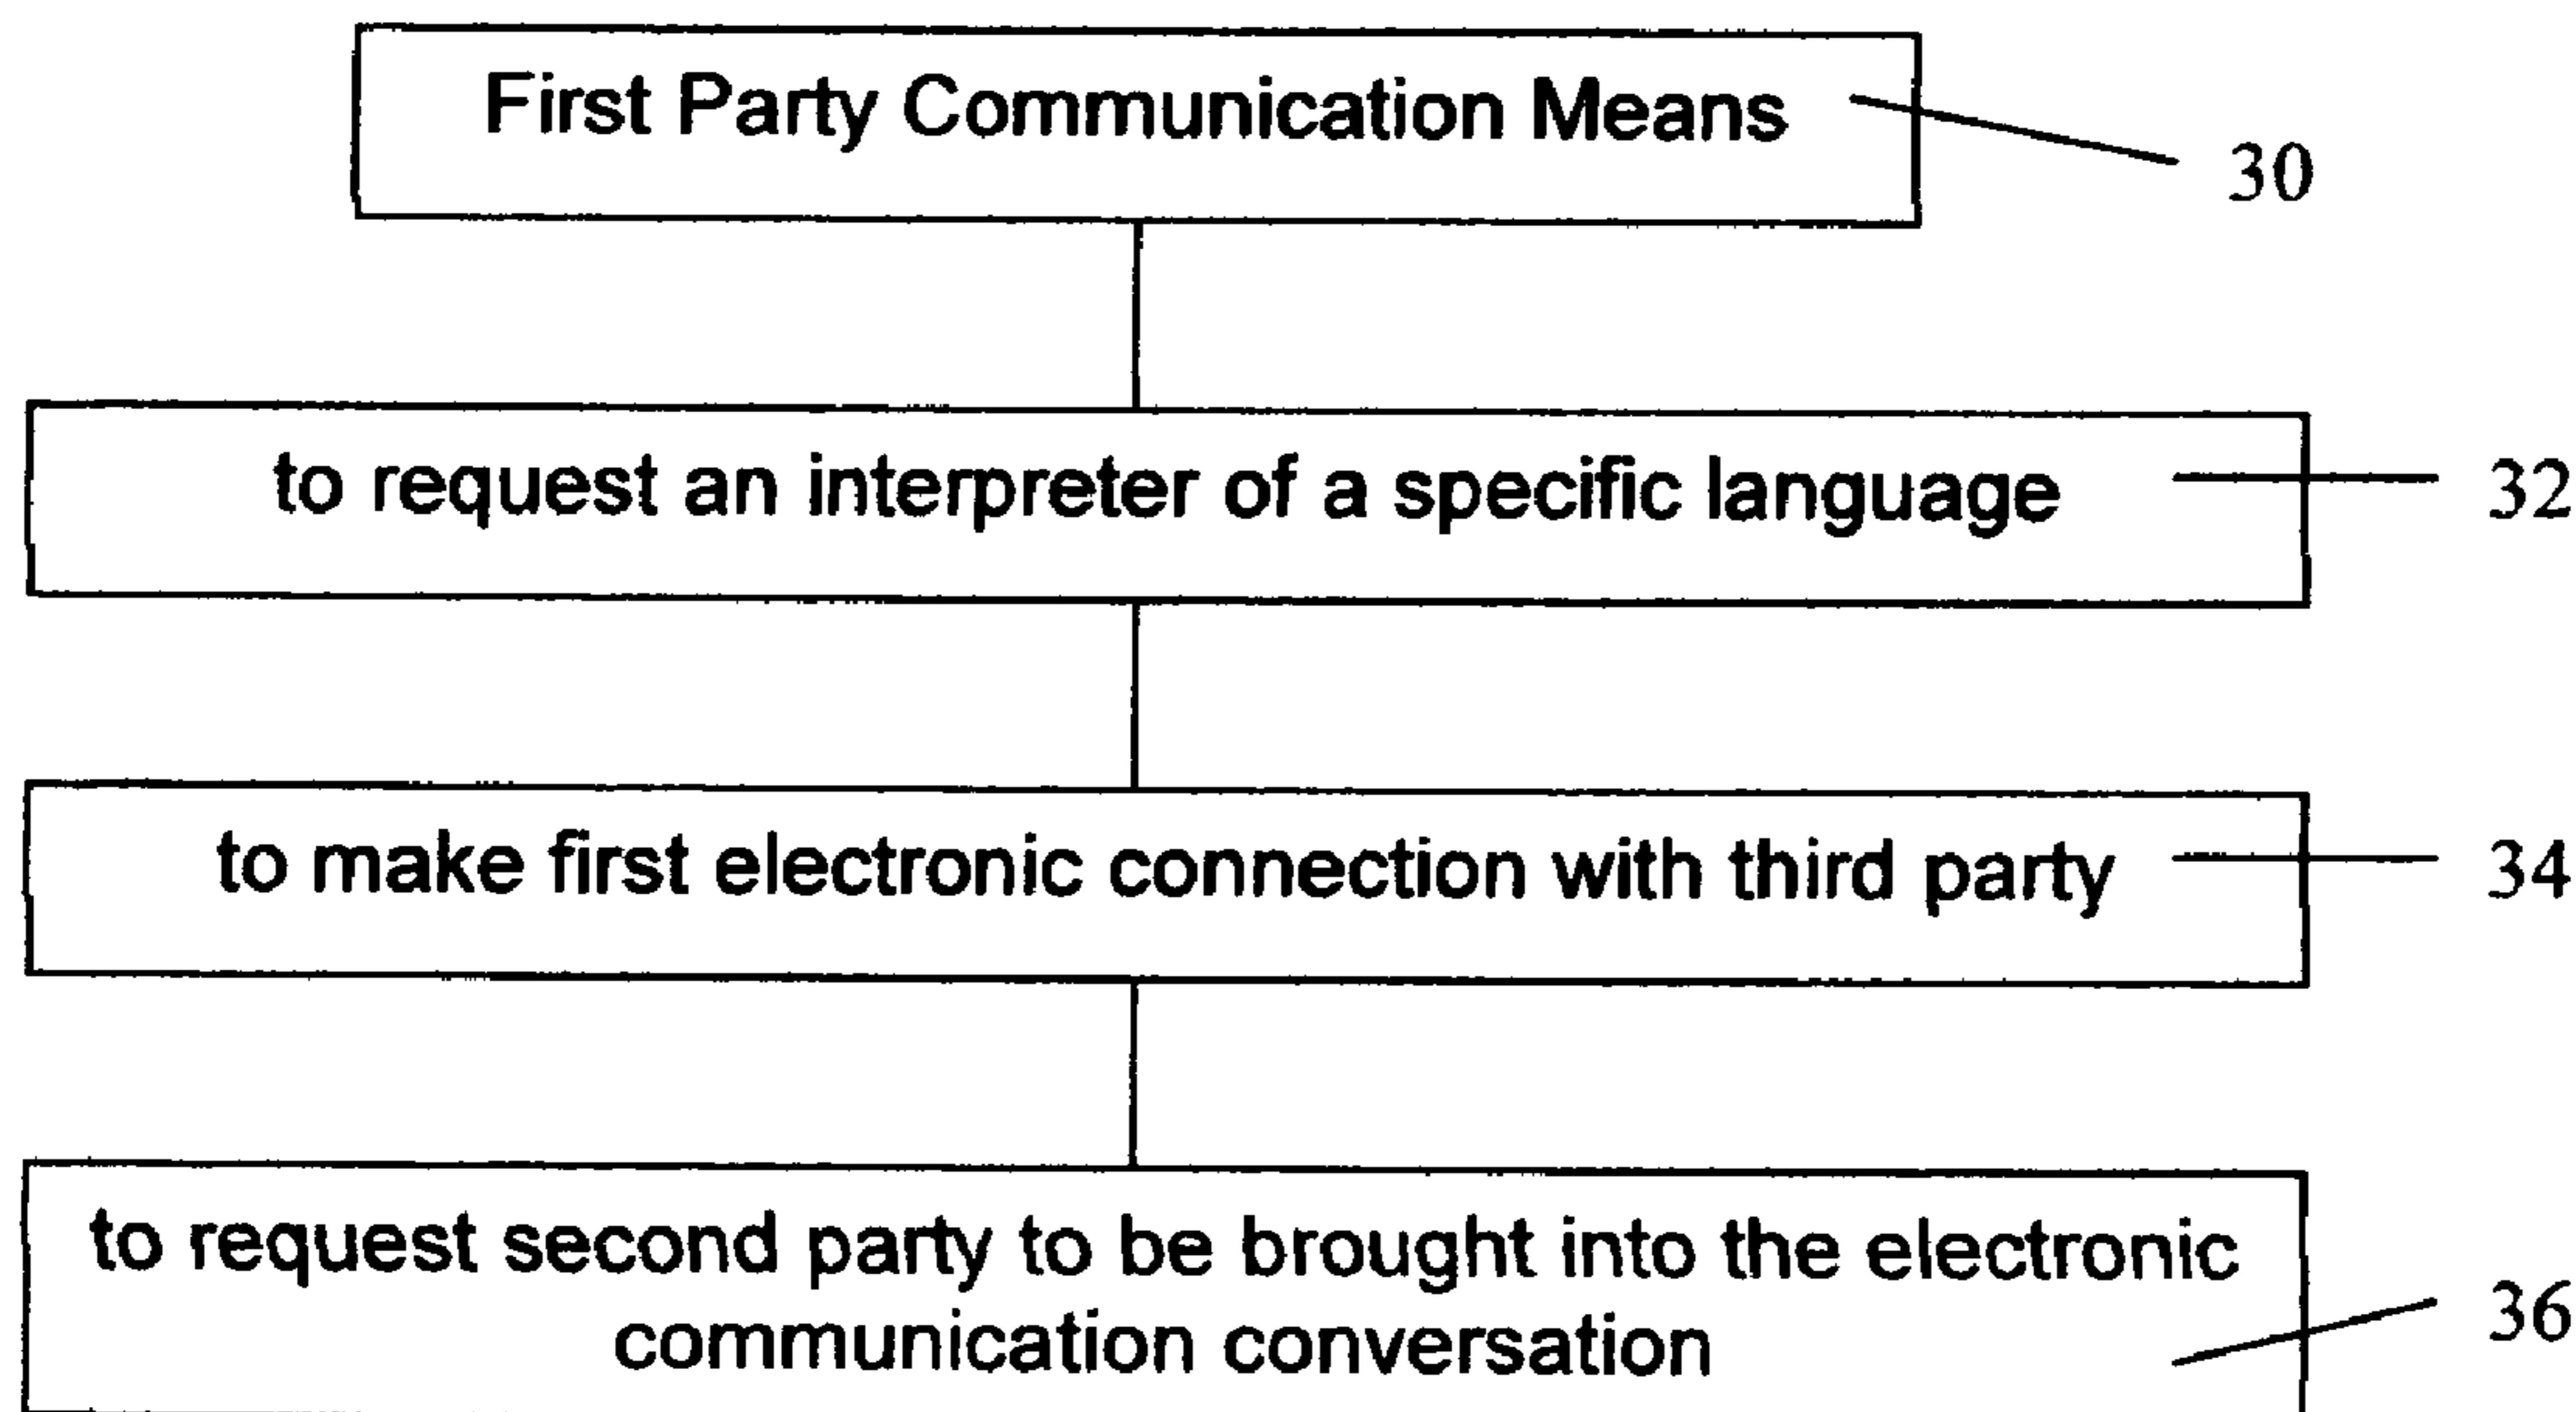 First Party Communication Means
30
to request an interpreter of a specific language
32
to make first electronic connection with third party
34
to request second party to be brought into the electronic
communication conversation
36